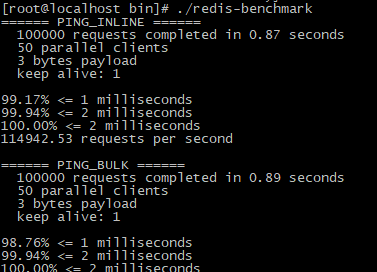 [root@localhost bin]# ./redis-benchmark
====== PING_INLINE ======
100000 requests completed in 0.87 seconds
50 parallel clients
3 bytes payload
keep alive: 1
99.17% <= 1 milliseconds
99.94% <= 2 milliseconds
100.00% <= 2 milliseconds
114942.53 requests per second
====== PING_BULK ======
100000 requests completed in 0.89 seconds
50 parallel clients
3 bytes payload
keep alive: 1
98.76% <= 1 milliseconds
99.94% <= 2 milliseconds
100.00% <= 2 milliseconds